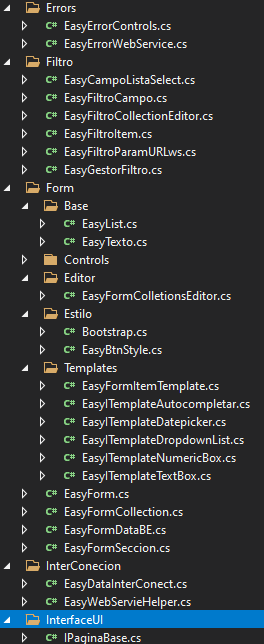 Errors
C# EasyErrorControls.cs
C# EasyErrorWebService.cs
Filtro
C# EasyCampoListaSelect.cs
C# EasyFiltroCampo.cs
C# EasyFiltroCollectionEditor.cs
C# EasyFiltroItem.cs
C# EasyFiltroParamURLws.cs
C# EasyGestorFiltro.cs
Form
Base
C# EasyList.cs
C# EasyTexto.cs
Controls
Editor
C# EasyFormColletionsEditor.cs
Estilo
C# Bootstrap.cs
C# EasyBtnStyle.cs
Templates
C# EasyFormItemTemplate.cs
C# EasyITemplateAutocompletar.cs
C# EasyITemplateDatepicker.cs
C# EasyITemplateDropdownList.cs
C# EasyITemplateNumericBox.cs
C# EasyITemplateTextBox.cs
C# EasyForm.cs
C# EasyFormCollection.cs
C# EasyFormDataBE.cs
C# EasyFormSeccion.cs
InterConecion
C# EasyDataInterConect.cs
C# EasyWebServieHelper.cs
InterfaceUI
C# IPaginaBase.cs